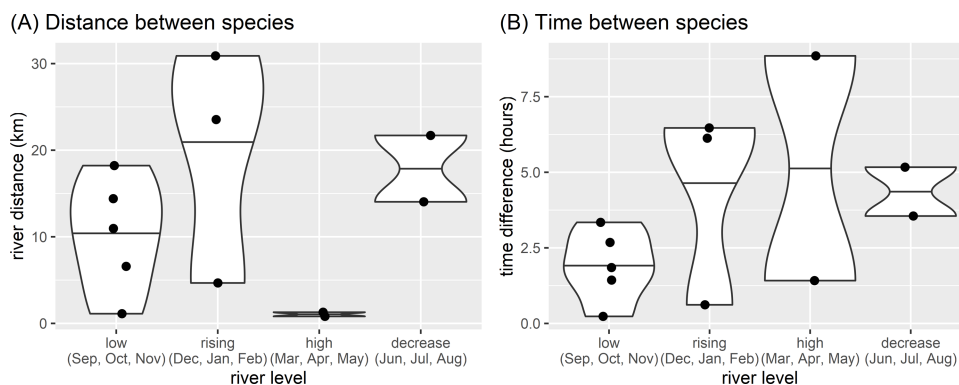 (A) Distance between species
river distance (km)
30
20
10
0
low
(Sep, Oct, Nov)
rising
(Dec, Jan, Feb)
high
(Mar, Apr, May)
decrease
(Jun, Jul, Aug)
river level
(B) Time between species
time difference (hours)
7.5
5.0
2.5
0.0
low
(Sep, Oct, Nov)
rising
(Dec, Jan, Feb)
high
(Mar, Apr, May)
decrease
(Jun, Jul, Aug)
river level